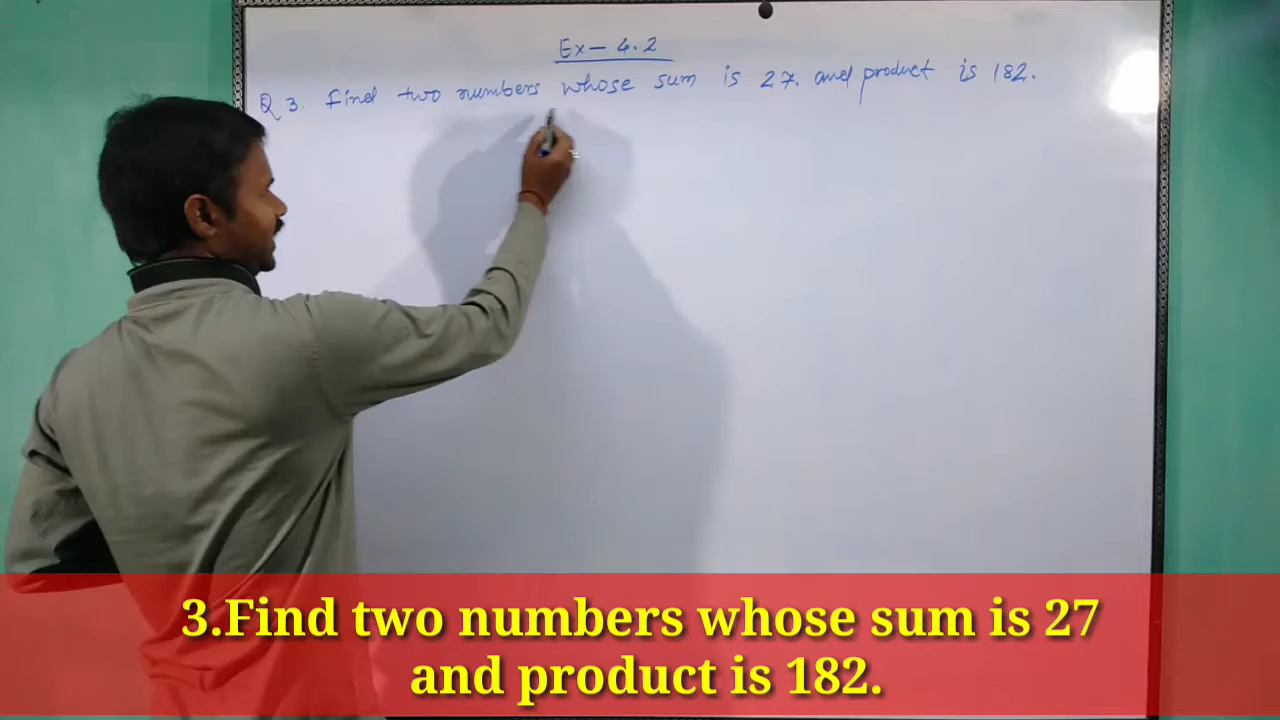 Ex - 4.2
Q 3. Find two numbers whose sum is 27. and product is 182.
3.Find two numbers whose sum is 27
and product is 182.